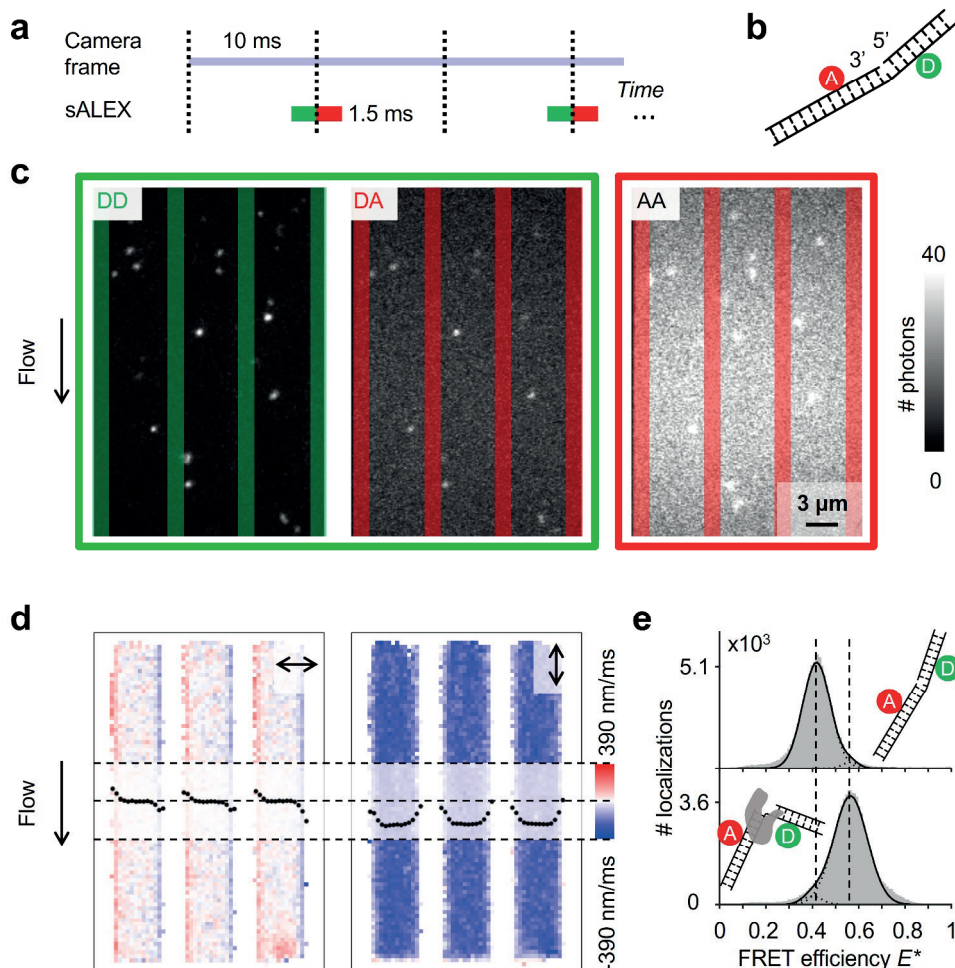 a
Camera
frame
10 ms
sALEX
1.5 ms
Time
...
b
3’
5’
A
D
c
DD
DA
AA
Flow
3 µm
40
0
# photons
d
Flow
390 nm/ms
-390 nm/ms
e
x10³
5.1
3.6
0
# localizations
A
D
A
D
0 0.2 0.4 0.6 0.8 1
FRET efficiency E*